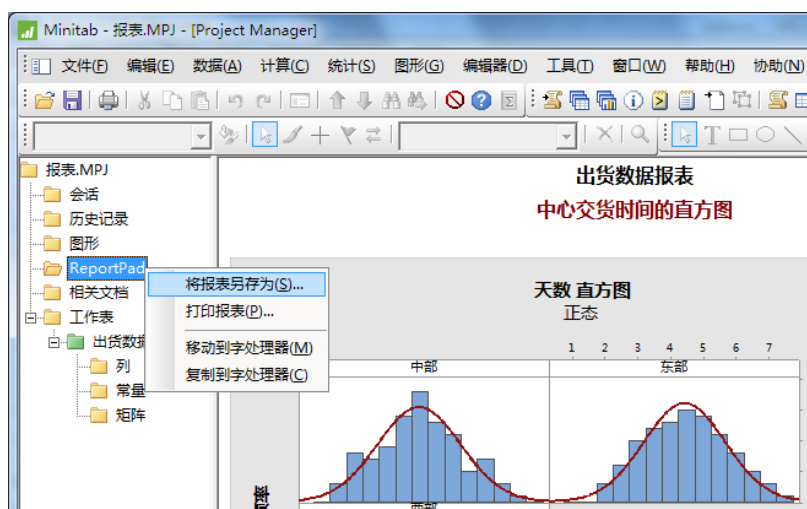 Minitab - 报表.MPJ - [Project Manager]
文件(F) 编辑(E) 数据(A) 计算(C) 统计(S) 图形(G) 编辑器(D) 工具(T) 窗口(W) 帮助(H) 协助(N)
报表.MPJ
会话
历史记录
图形
ReportPad
相关文档
工作表
出货数据
列
常量
矩阵
将报表另存为(S)...
打印报表(P)...
移动到字处理器(M)
复制到字处理器(C)
出货数据报表
中心交货时间的直方图
天数 直方图
正态
1 2 3 4 5 6 7
中部 东部
西部